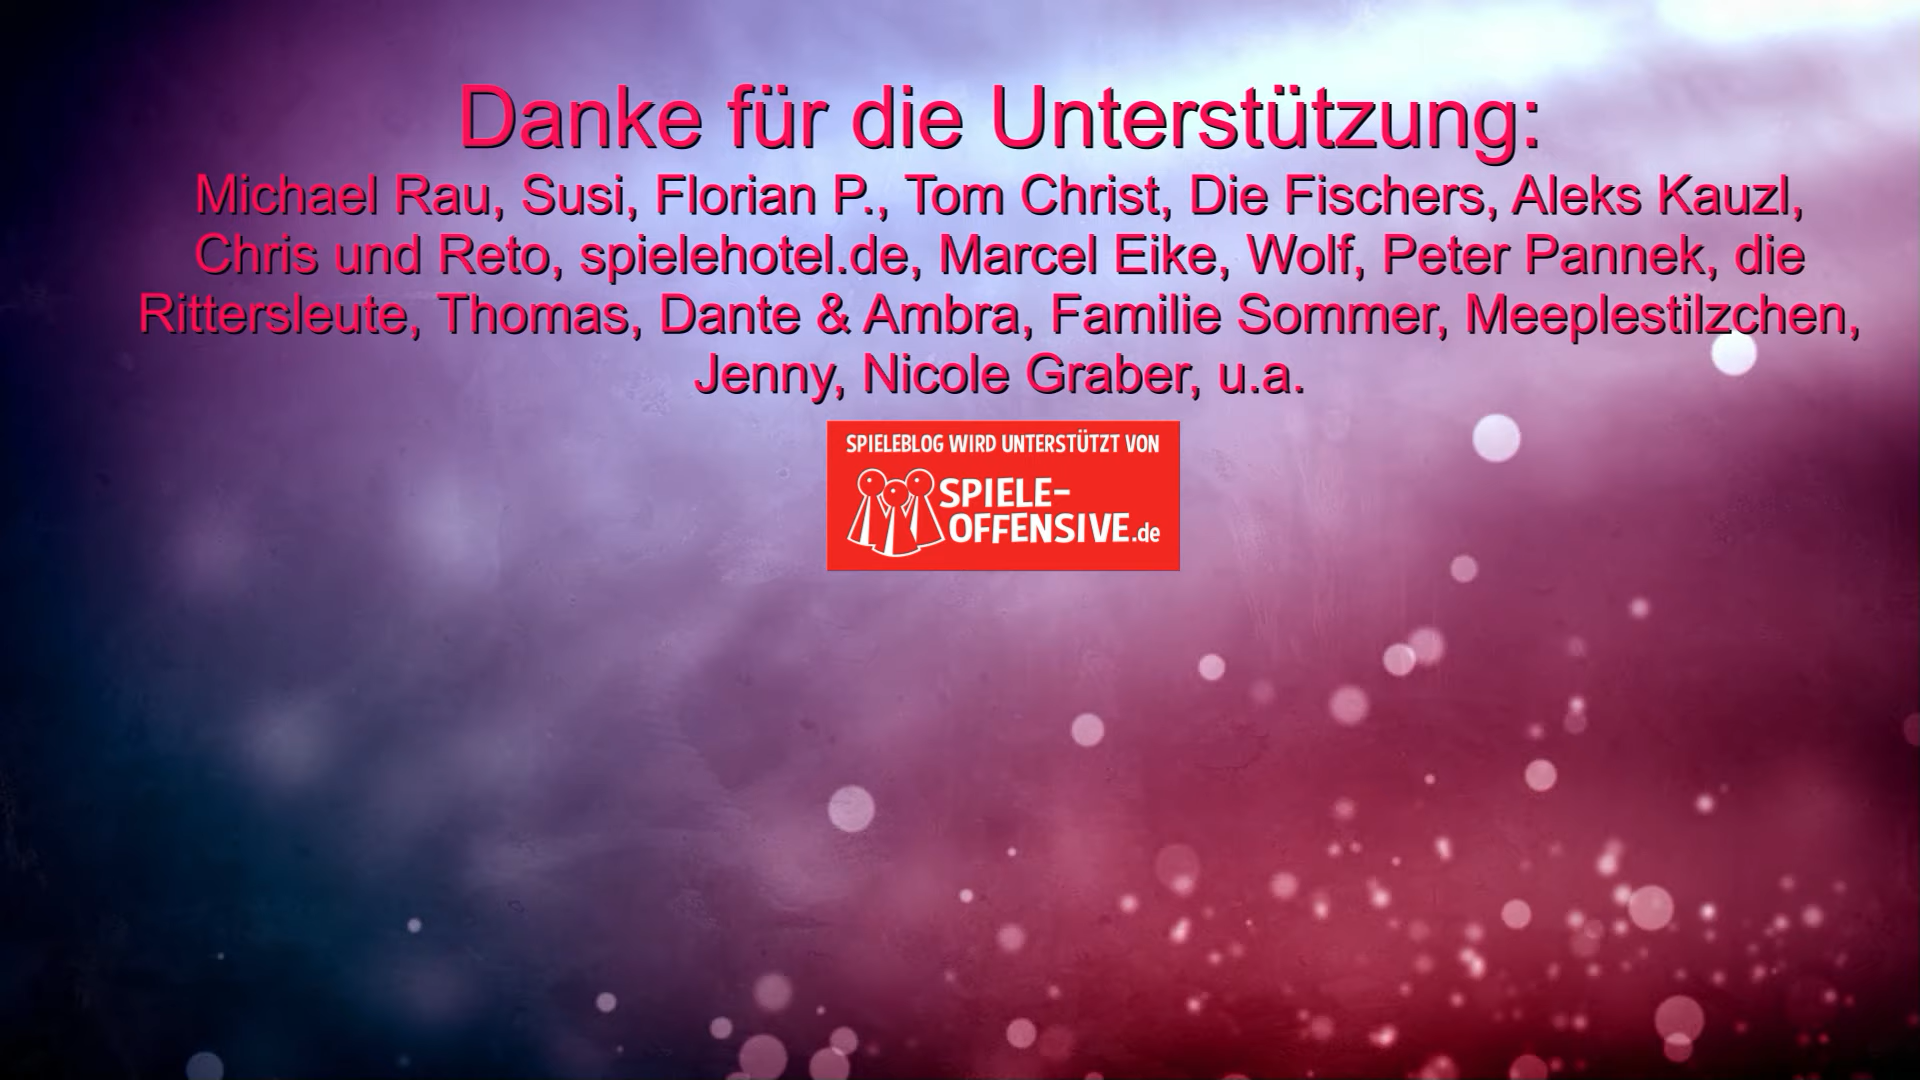 Danke für die Unterstützung:
Michael Rau, Susi, Florian P., Tom Christ, Die Fischers, Aleks Kauzl,
Chris und Reto, spielehotel.de, Marcel Eike, Wolf, Peter Pannek, die
Rittersleute, Thomas, Dante & Ambra, Familie Sommer, Meeplestilzchen,
Jenny, Nicole Graber, u.a.
SPIELEBLOG WIRD UNTERSTÜTZT VON
SPIELE-
OFFENSIVE.de